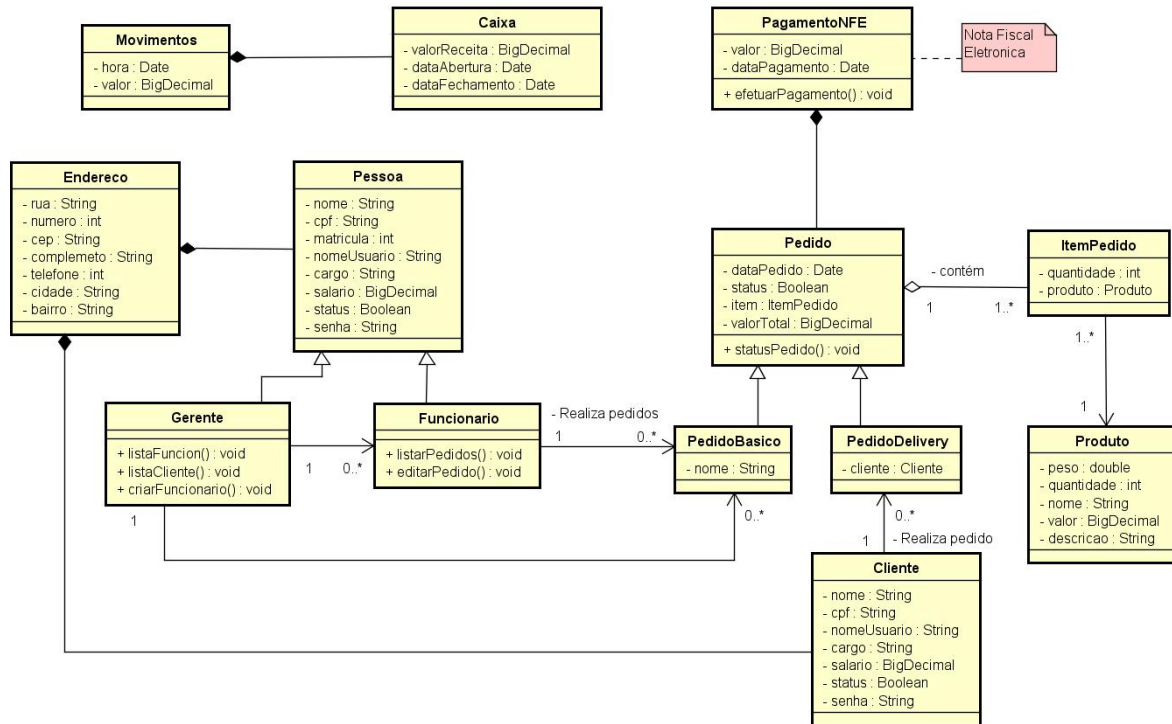 Movimentos
- hora : Date
- valor : BigDecimal
Caixa
- valorReceita : BigDecimal
- dataAbertura : Date
- dataFechamento : Date
PagamentoNFE
- valor : BigDecimal
- dataPagamento : Date
+ efetuarPagamento() : void
Nota Fiscal
Eletronica
Endereco
- rua : String
- numero : int
- cep : String
- complemeto : String
- telefone : int
- cidade : String
- bairro : String
Pessoa
- nome : String
- cpf : String
- matricula : int
- nomeUsuario : String
- cargo : String
- salario : BigDecimal
- status : Boolean
- senha : String
Pedido
- dataPedido : Date
- status : Boolean
- item : ItemPedido
- valorTotal : BigDecimal
+ statusPedido() : void
- contém
1
1..*
ItemPedido
- quantidade : int
- produto : Produto
1..*
1
Gerente
+ listaFuncion() : void
+ listaCliente() : void
+ criarFuncionario() : void
1
0..*
Funcionario
+ listarPedidos() : void
+ editarPedido() : void
- Realiza pedidos
1
0..*
PedidoBasico
- nome : String
PedidoDelivery
- cliente : Cliente
Produto
- peso : double
- quantidade : int
- nome : String
- valor : BigDecimal
- descricao : String
1
0..*
0..*
1
- Realiza pedido
Cliente
- nome : String
- cpf : String
- nomeUsuario : String
- cargo : String
- salario : BigDecimal
- status : Boolean
- senha : String